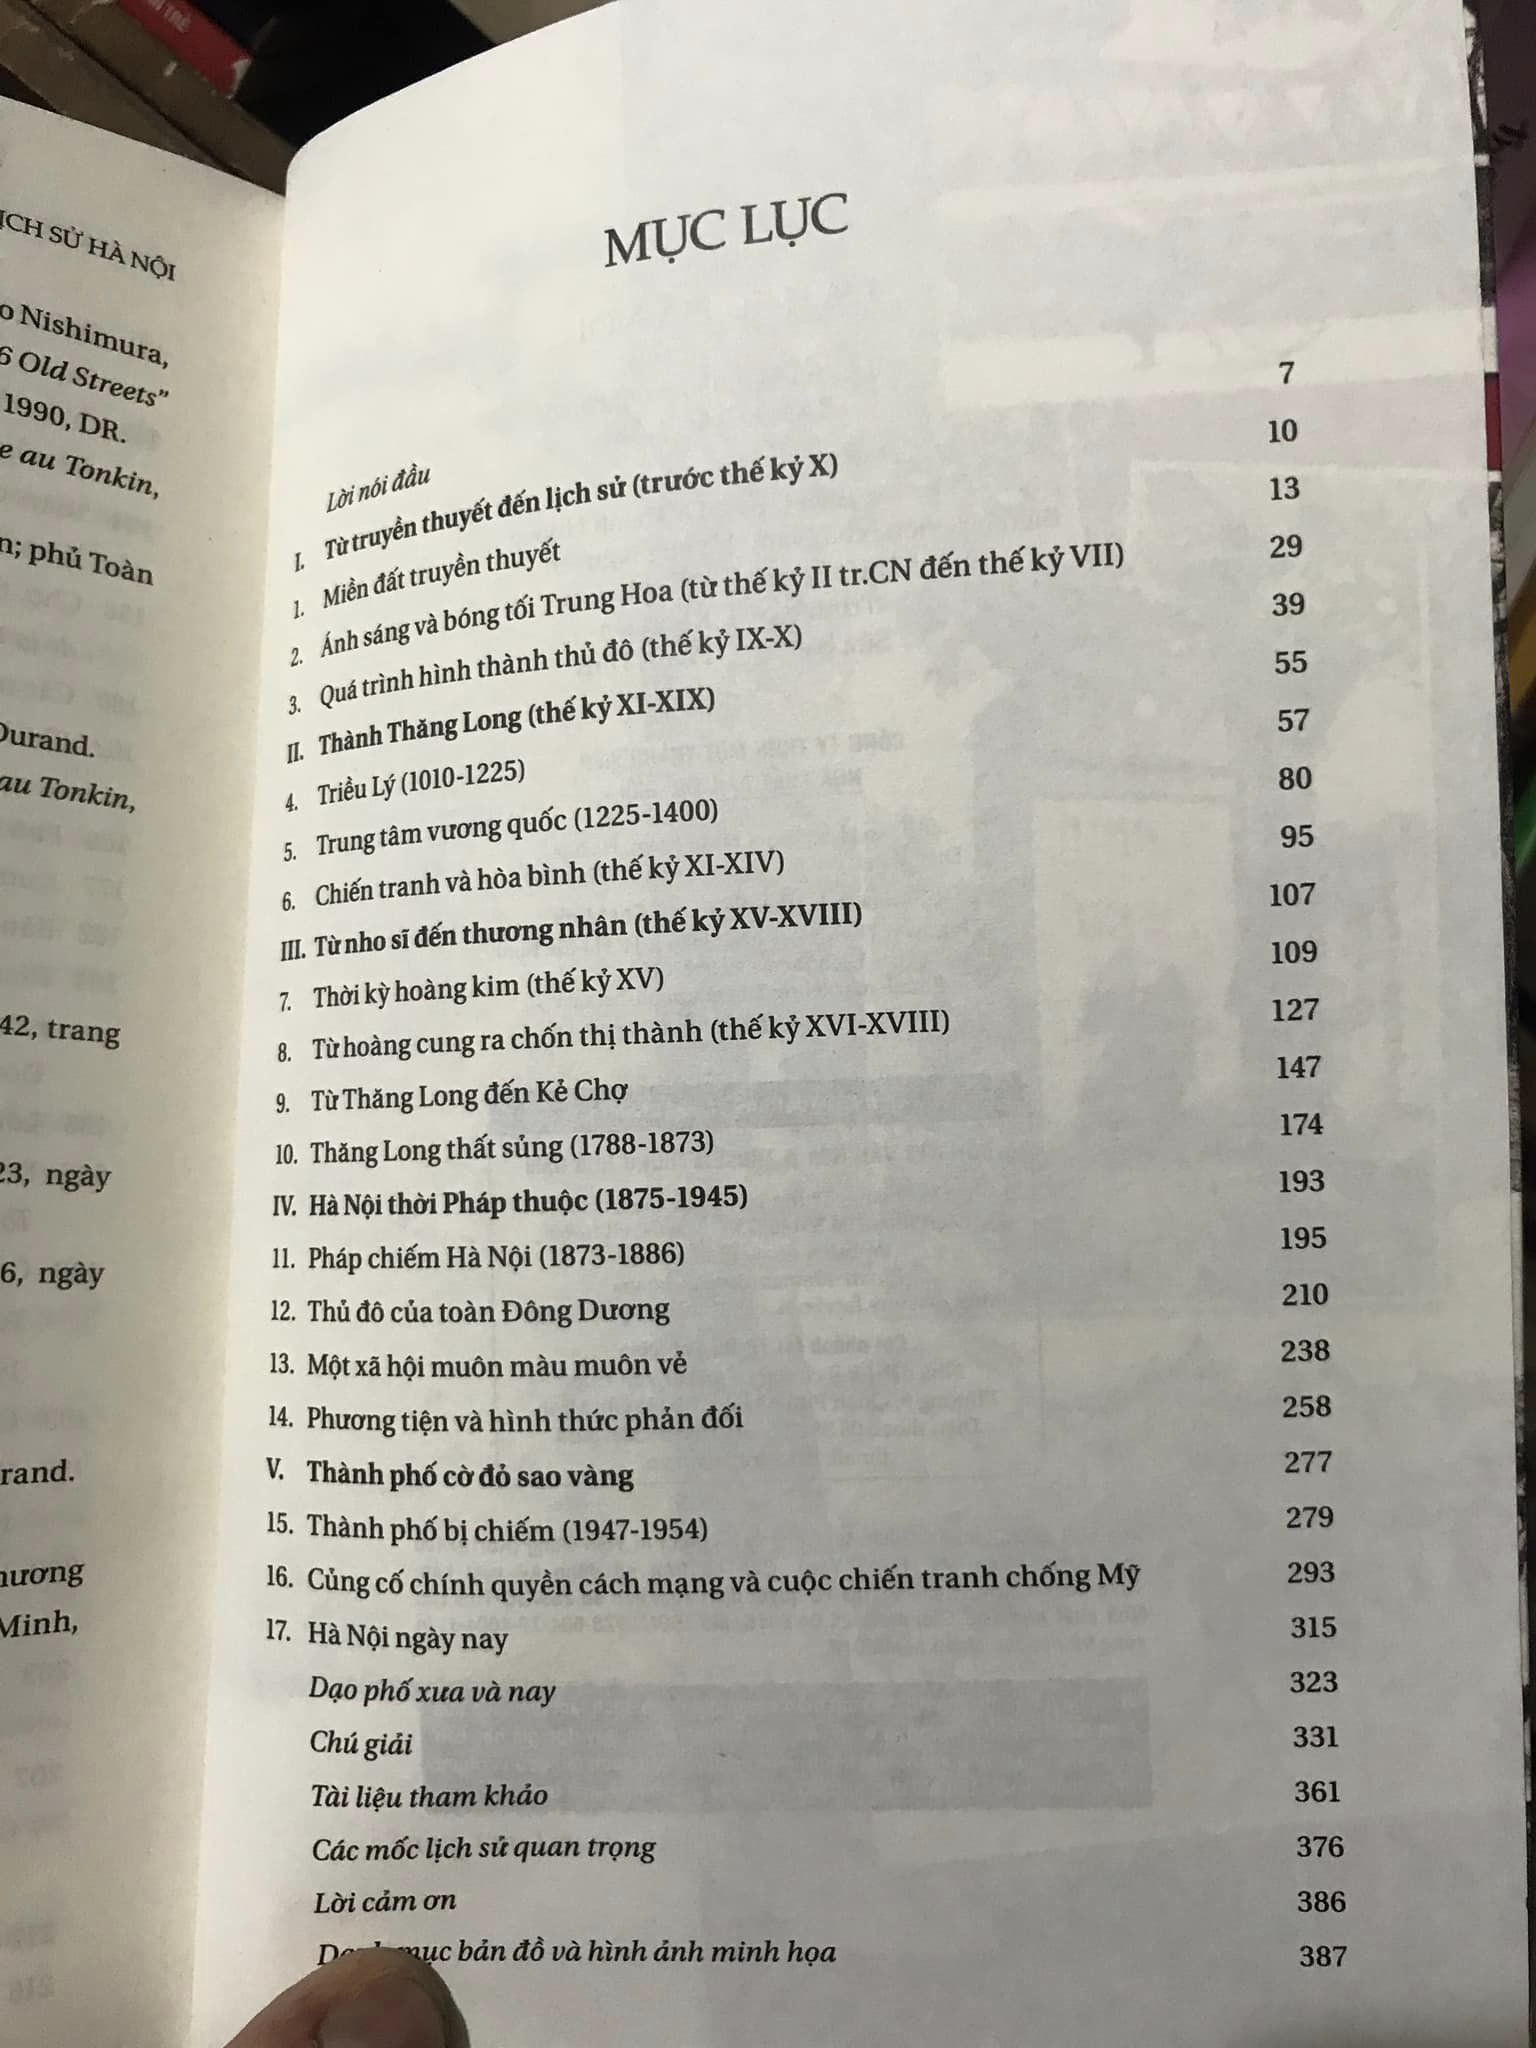 LỊCH SỬ HÀ NỘI
o Nishimura,
6 Old Streets”
1990, DR.
e au Tonkin,
n; phủ Toàn
Durand.
au Tonkin,
42, trang
23, ngày
6, ngày
rand.
hương
Minh,
MỤC LỤC
Lời nói đầu 7
I. Từ truyền thuyết đến lịch sử (trước thế kỷ X) 10
1. Miền đất truyền thuyết 13
2. Ánh sáng và bóng tối Trung Hoa (từ thế kỷ II tr.CN đến thế kỷ VII) 29
3. Quá trình hình thành thủ đô (thế kỷ IX-X) 39
II. Thành Thăng Long (thế kỷ XI-XIX) 55
4. Triều Lý (1010-1225) 57
5. Trung tâm vương quốc (1225-1400) 80
6. Chiến tranh và hòa bình (thế kỷ XI-XIV) 95
III. Từ nho sĩ đến thương nhân (thế kỷ XV-XVIII) 107
7. Thời kỳ hoàng kim (thế kỷ XV) 109
8. Từ hoàng cung ra chốn thị thành (thế kỷ XVI-XVIII) 127
9. Từ Thăng Long đến Kẻ Chợ 147
10. Thăng Long thất sủng (1788-1873) 174
IV. Hà Nội thời Pháp thuộc (1875-1945) 193
11. Pháp chiếm Hà Nội (1873-1886) 195
12. Thủ đô của toàn Đông Dương 210
13. Một xã hội muôn màu muôn vẻ 238
14. Phương tiện và hình thức phản đối 258
V. Thành phố cờ đỏ sao vàng 277
15. Thành phố bị chiếm (1947-1954) 279
16. Củng cố chính quyền cách mạng và cuộc chiến tranh chống Mỹ 293
17. Hà Nội ngày nay 315
Dạo phố xưa và nay 323
Chú giải 331
Tài liệu tham khảo 361
Các mốc lịch sử quan trọng 376
Lời cảm ơn 386
Danh mục bản đồ và hình ảnh minh họa 387